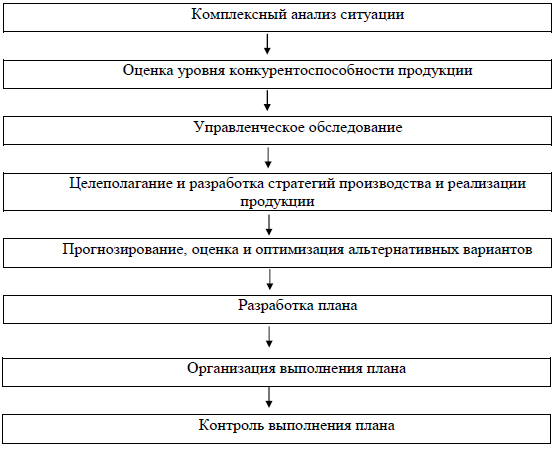 Комплексный анализ ситуации
Оценка уровня конкурентоспособности продукции
Управленческое обследование
Целеполагание и разработка стратегий производства и реализации
продукции
Прогнозирование, оценка и оптимизация альтернативных вариантов
Разработка плана
Организация выполнения плана
Контроль выполнения плана